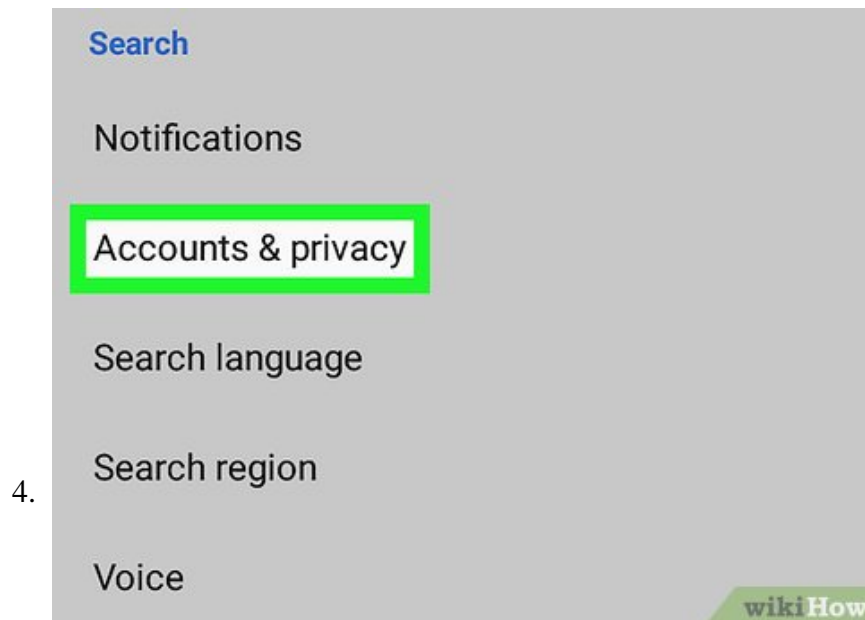 Search
Notifications
Accounts & privacy
Search language
Search region
4.
Voice
wikiHow